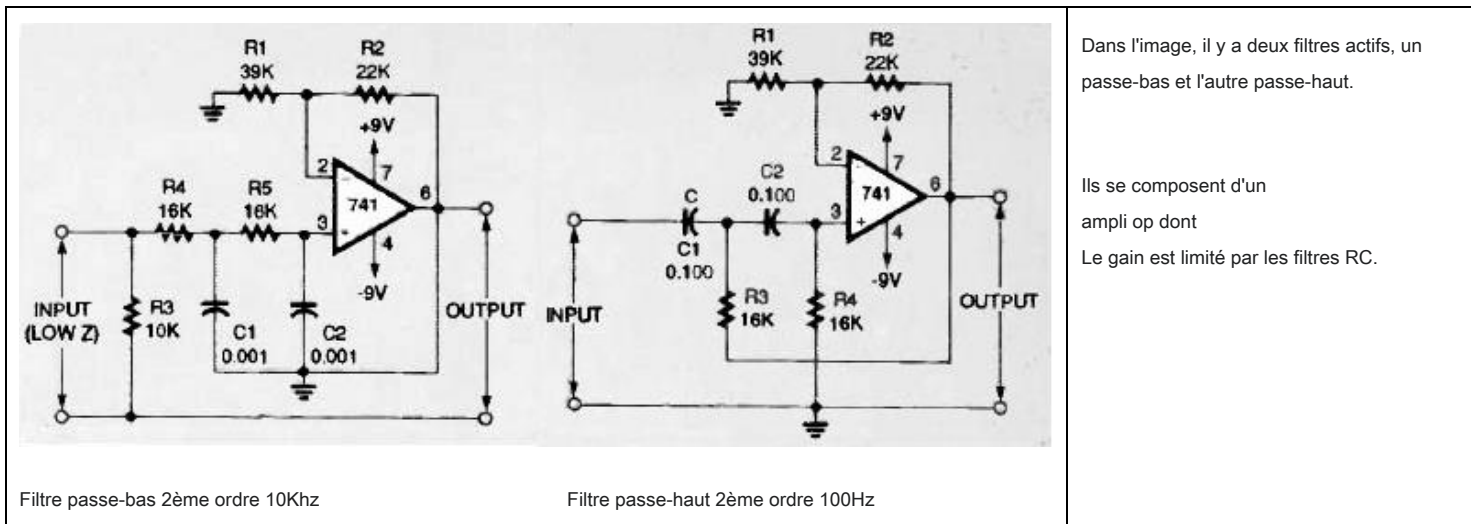 R1
39K
R2
22K
+9V
2
7
6
741
3
-
4
-9V
R4
16K
R5
16K
INPUT
(LOW Z)
R3
10K
C1
0.001
C2
0.001
OUTPUT
R1
39K
R2
22K
+9V
2
7
6
741
3
+
4
-9V
C
C1
0.100
C2
0.100
INPUT
R3
16K
R4
16K
OUTPUT
Filtre passe-bas 2ème ordre 10Khz
Filtre passe-haut 2ème ordre 100Hz
Dans l'image, il y a deux filtres actifs, un
passe-bas et l'autre passe-haut.
Ils se composent d'un
ampli op dont
Le gain est limité par les filtres RC.